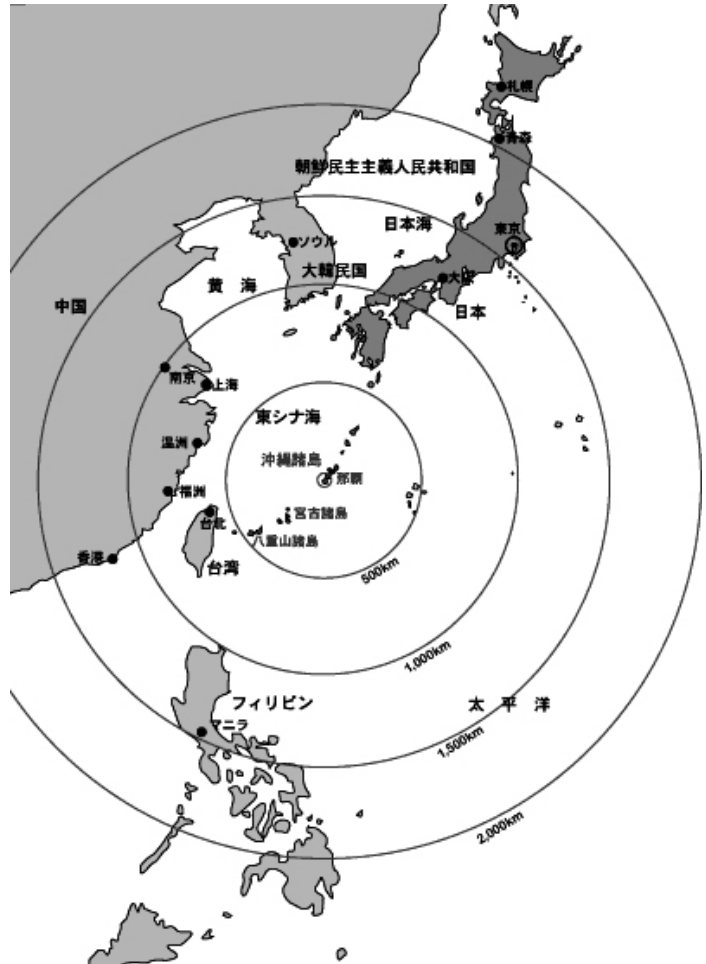 札幌
青森
朝鮮民主主義人民共和国
日本海
東京
ソウル
大韓民国
大阪
黄 海
中国
日本
南京
上海
東シナ海
温洲
沖縄諸島
那覇
福洲
宮古諸島
台北
八重山諸島
香港
台湾
500km
1,000km
フィリピン
太 平 洋
マニラ
1,500km
2,000km